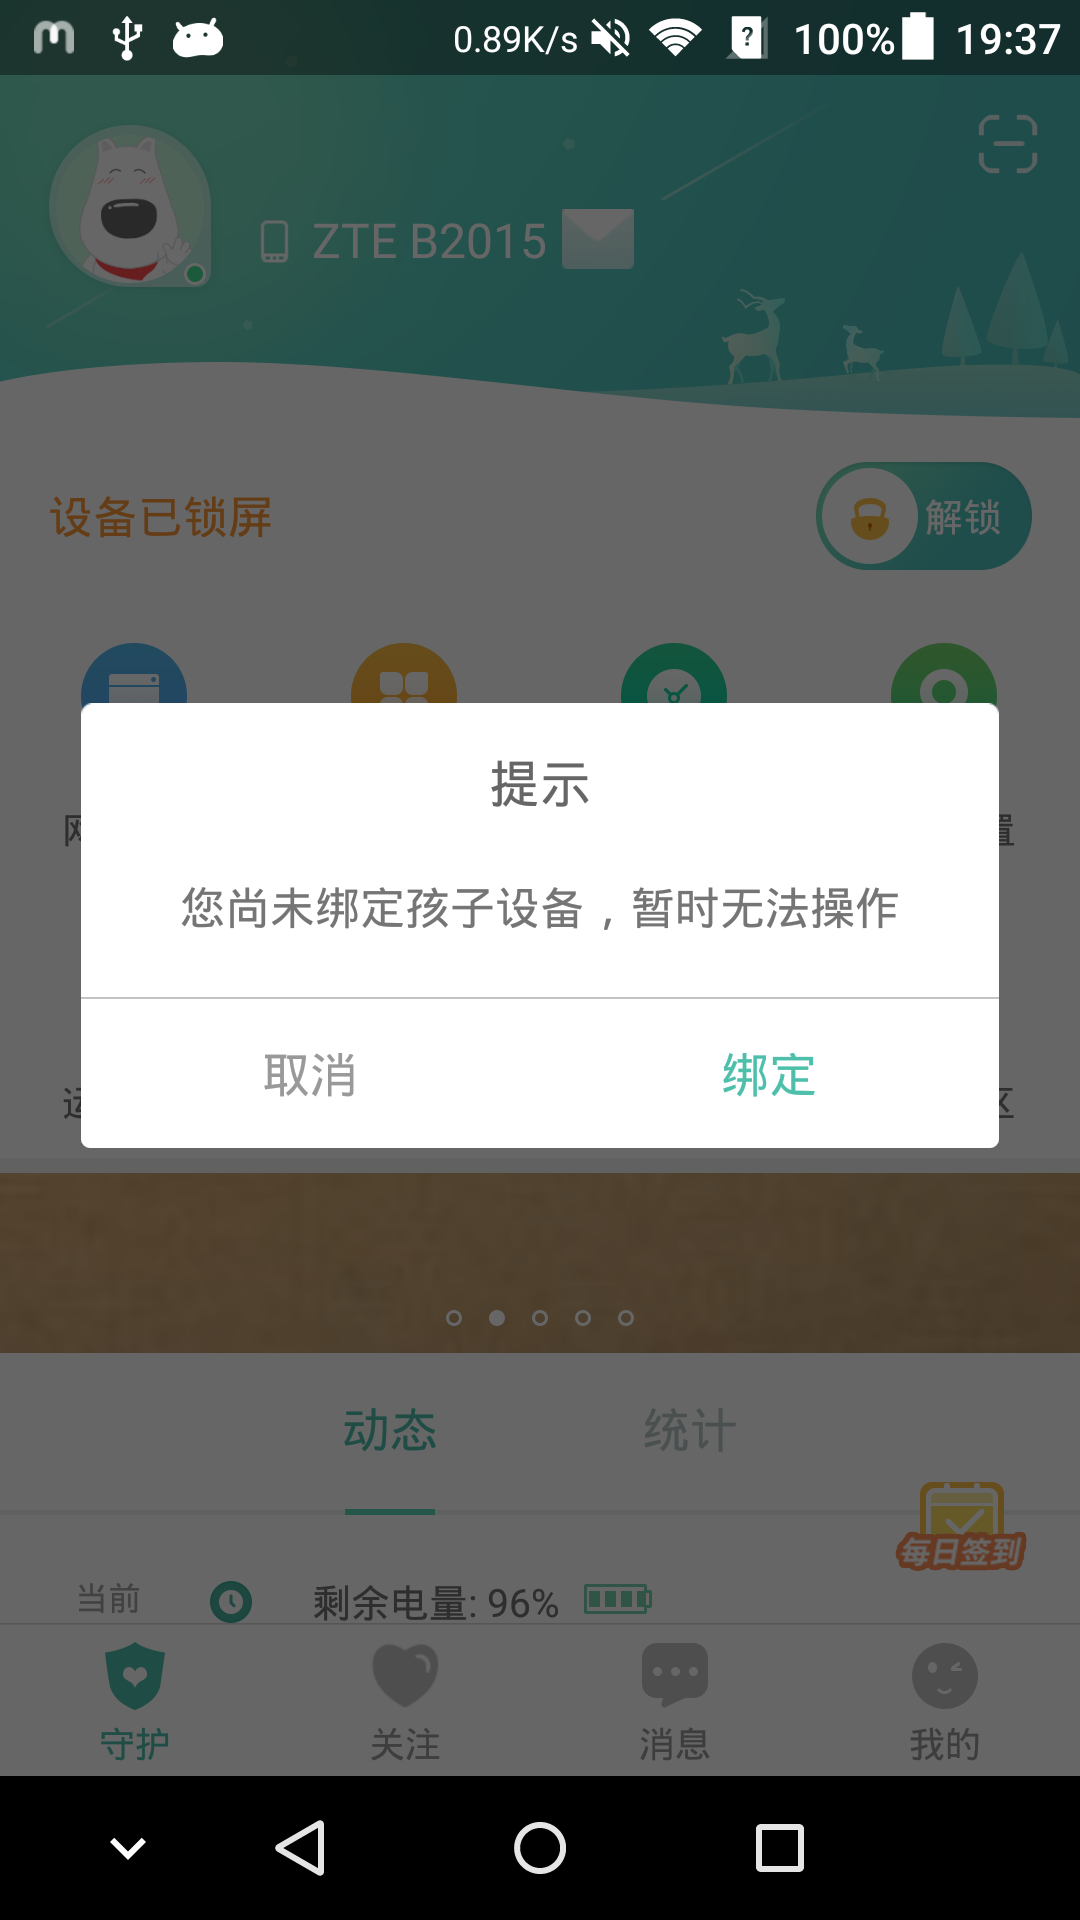 0.89K/s 100% 19:37
ZTE B2015
设备已锁屏
解锁
提示
置
您尚未绑定孩子设备，暂时无法操作
取消 绑定
区
动态 统计
每日签到
当前 剩余电量: 96%
守护 关注 消息 我的